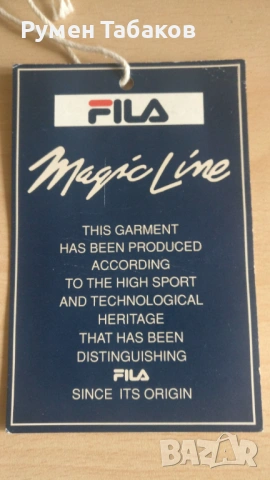 Румен Табаков
FILA
Magic Line
THIS GARMENT
HAS BEEN PRODUCED
ACCORDING
TO THE HIGH SPORT
AND TECHNOLOGICAL
HERITAGE
THAT HAS BEEN
DISTINGUISHING
FILA
SINCE ITS ORIGIN
BAZAR.BG